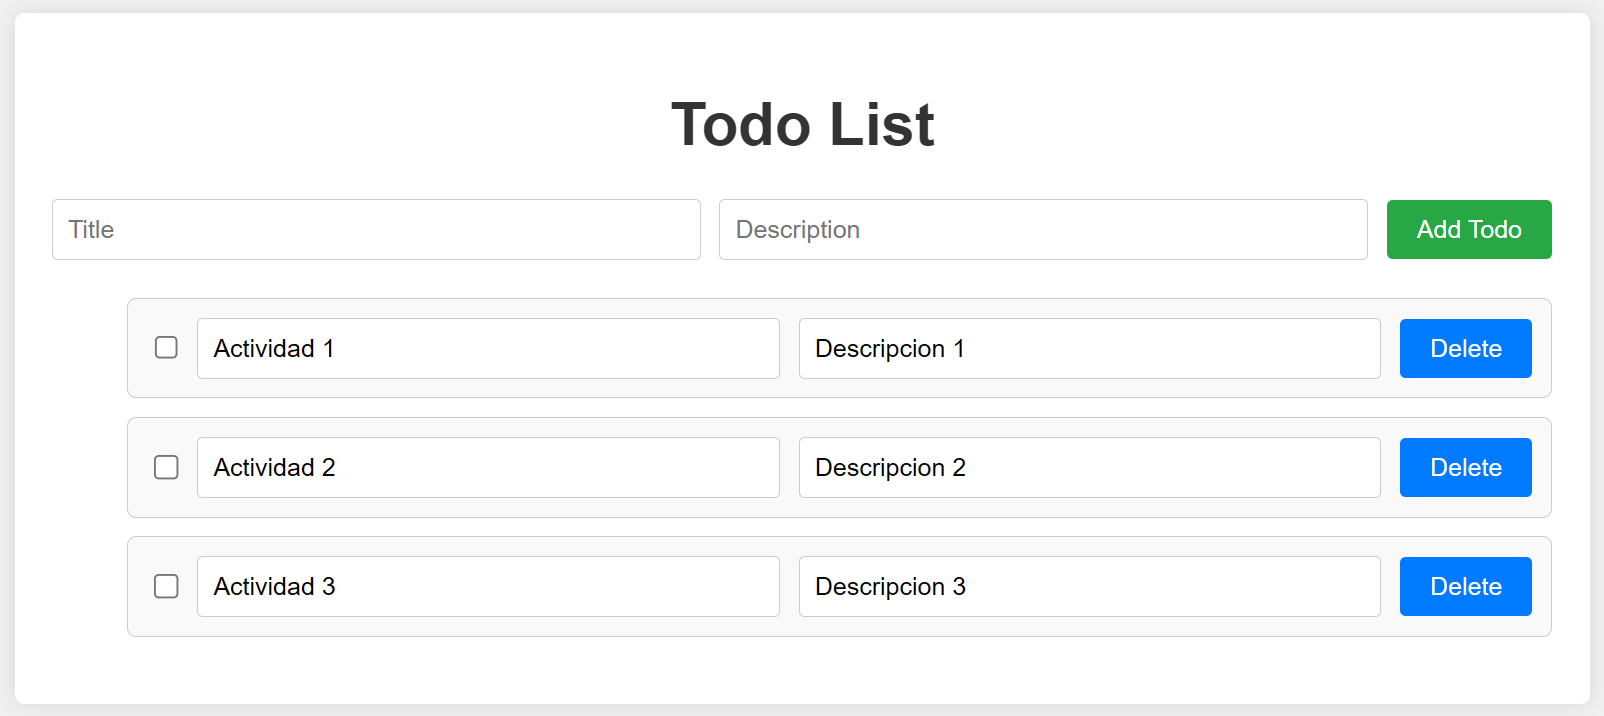 Todo List
Title Description Add Todo
Actividad 1 Descripcion 1 Delete
Actividad 2 Descripcion 2 Delete
Actividad 3 Descripcion 3 Delete